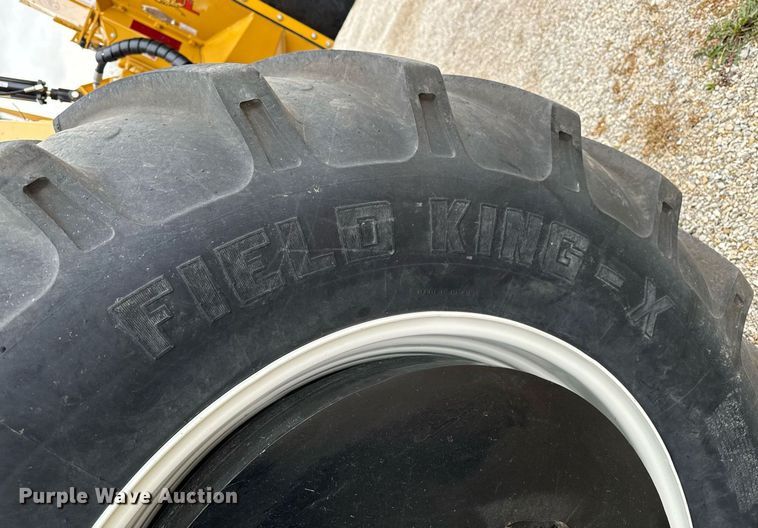 FIELD KING-X
Purple Wave Auction